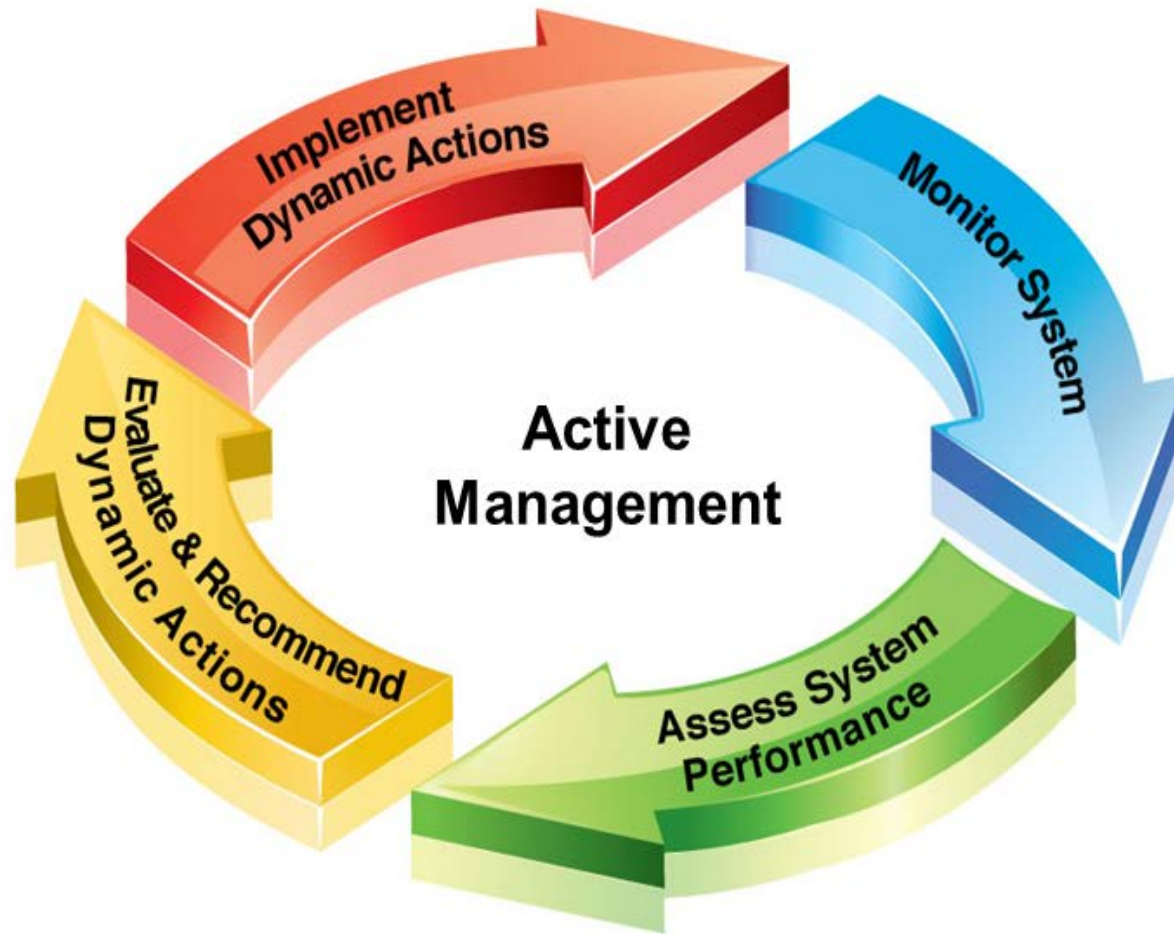 Implement
Dynamic Actions
Monitor System
Assess System
Performance
Evaluate & Recommend
Dynamic Actions
Active
Management